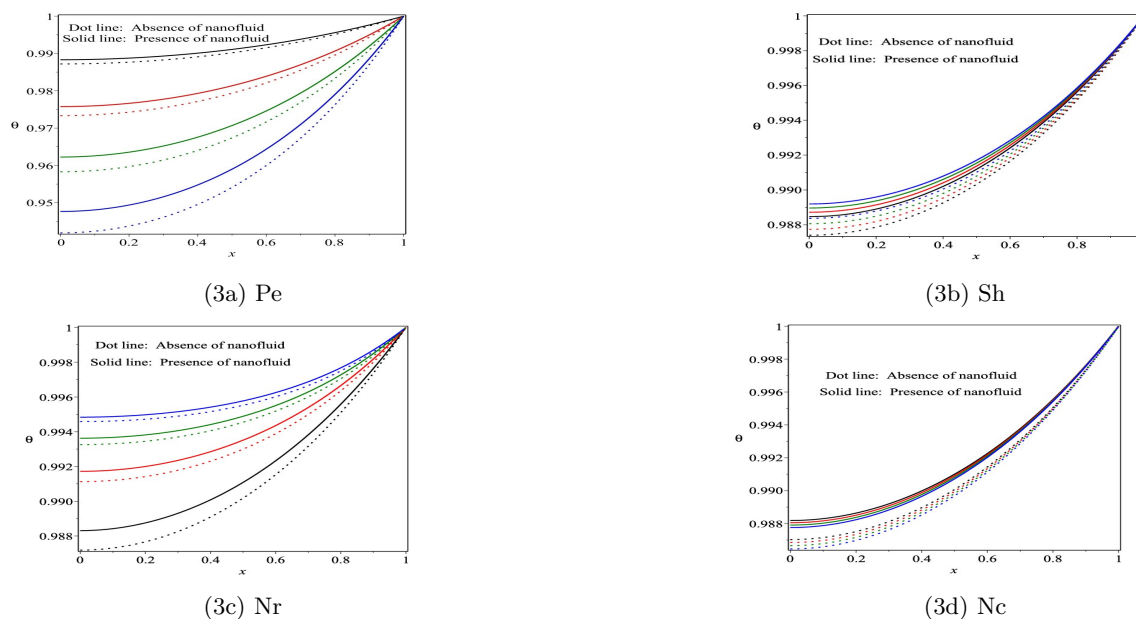 1
Dot line: Absence of nanofluid
Solid line: Presence of nanofluid
0.99
0.98
θ
0.97
0.96
0.95
0 0.2 0.4 0.6 0.8 1
x
(3a) Pe
0.998
Dot line: Absence of nanofluid
Solid line: Presence of nanofluid
0.996
0.994
θ
0.992
0.990
0.988
0 0.2 0.4 0.6 0.8
x
(3b) Sh
1
0.998
Dot line: Absence of nanofluid
Solid line: Presence of nanofluid
0.996
θ
0.994
0.992
0.990
0.988
0 0.2 0.4 0.6 0.8 1
x
(3c) Nr
1
0.998
Dot line: Absence of nanofluid
Solid line: Presence of nanofluid
0.996
0.994
θ
0.992
0.990
0.988
0 0.2 0.4 0.6 0.8 1
x
(3d) Nc